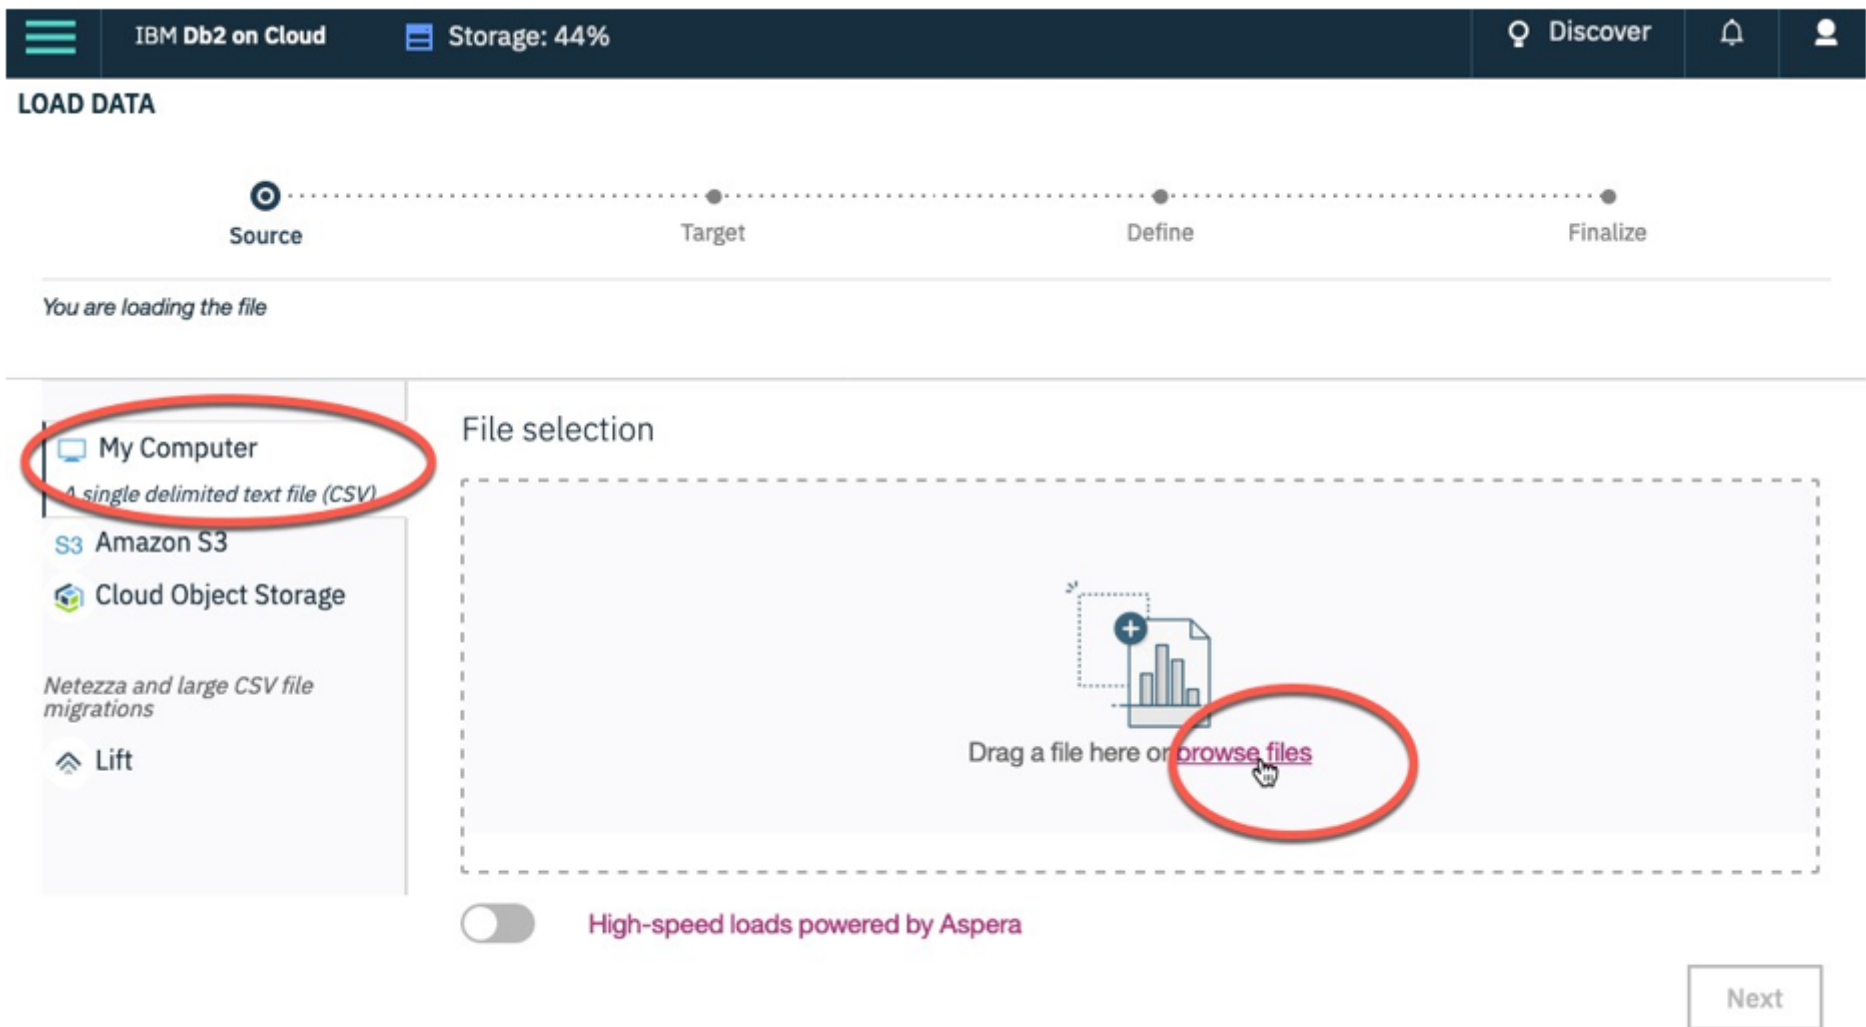 IBM Db2 on Cloud
Storage: 44%
Discover
LOAD DATA
Source
Target
Define
Finalize
You are loading the file
My Computer
A single delimited text file (CSV)
S3 Amazon S3
Cloud Object Storage
Netezza and large CSV file
migrations
Lift
File selection
Drag a file here or browse files
High-speed loads powered by Aspera
Next